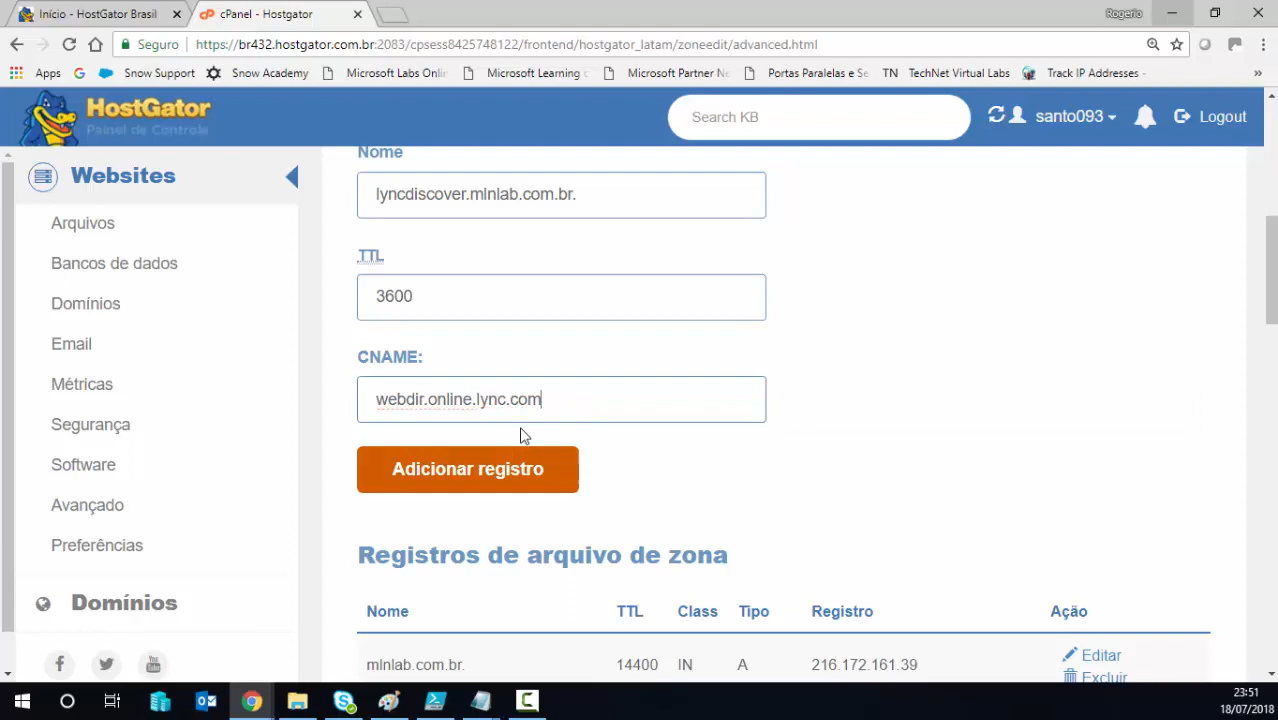 Início - HostGator Brasil
cPanel - Hostgator
Rogerio
Seguro
https://br432.hostgator.com.br:2083/cpsess8425748122/frontend/hostgator_latam/zoneedit/advanced.html
Apps
Snow Support
Snow Academy
Microsoft Labs Onlin
Microsoft Learning c
Microsoft Partner Ne
Portas Paralelas e Se
TN TechNet Virtual Labs
Track IP Addresses -
»
HostGator
Painel de Controle
Search KB
santo093
Logout
Websites
Arquivos
Bancos de dados
Domínios
Email
Métricas
Segurança
Software
Avançado
Preferências
Domínios
Nome
lyncdiscover.mlnlab.com.br.
TTL
3600
CNAME:
webdir.online.lync.com
Adicionar registro
Registros de arquivo de zona
Nome TTL Class Tipo Registro Ação
mlnlab.com.br. 14400 IN A 216.172.161.39
Editar
Excluir
23:51
18/07/2018